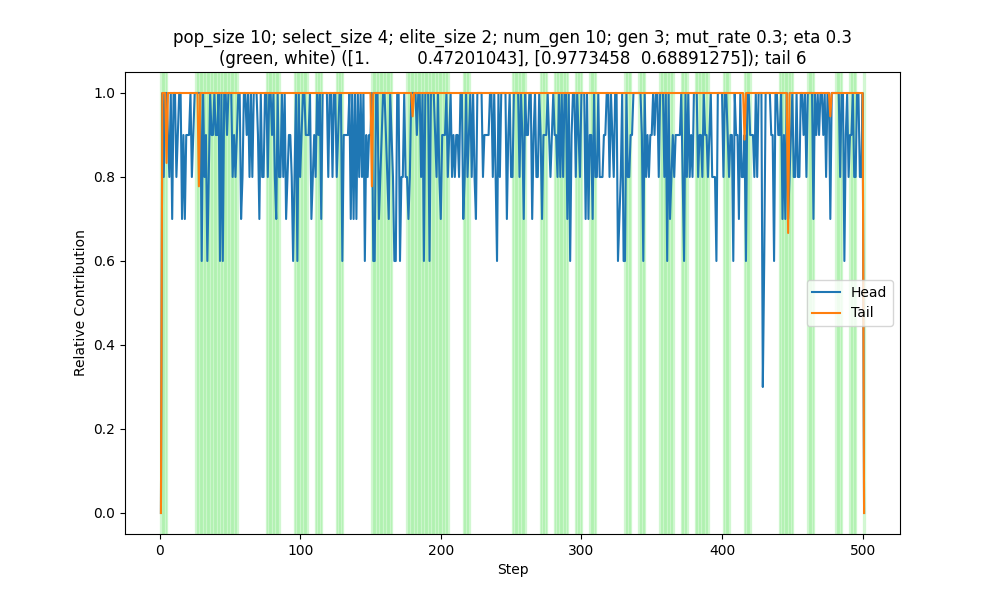 pop_size 10; select_size 4; elite_size 2; num_gen 10; gen 3; mut_rate 0.3; eta 0.3
(green, white) ([1.          0.47201043], [0.9773458  0.68891275]); tail 6
1.0
0.8
0.6
0.4
0.2
0.0
Relative Contribution
Head
Tail
0
100
200
300
400
500
Step